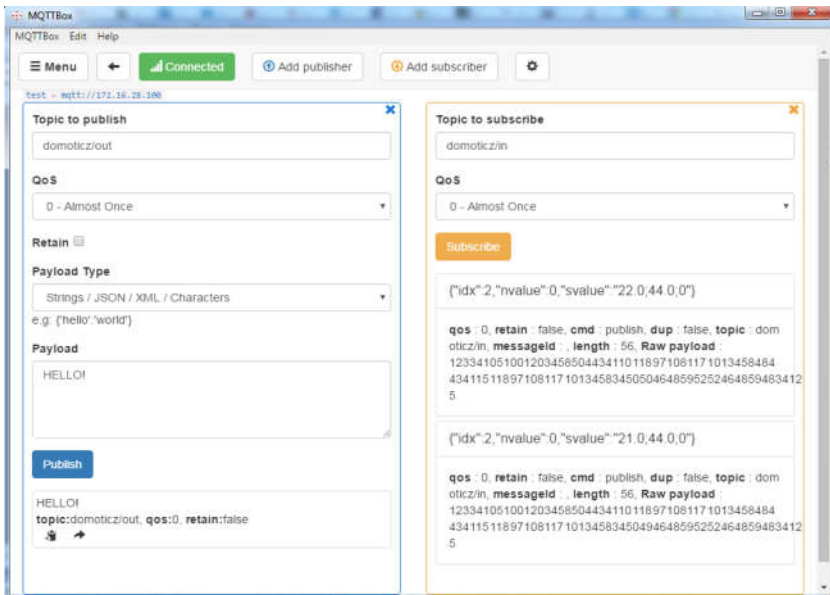 MQTTBox
MQTTBox Edit Help
Menu Connected Add publisher Add subscriber
test - mqtt://172.16.28.100
Topic to publish
domoticz/out
QoS
0 - Almost Once
Retain
Payload Type
Strings / JSON / XML / Characters
e.g: {'hello':'world'}
Payload
HELLO!
Publish
HELLO!
topic:domoticz/out, qos:0, retain:false
Topic to subscribe
domoticz/in
QoS
0 - Almost Once
Subscribe
{"idx":2,"nvalue":0,"svalue":"22.0;44.0;0"}
qos : 0, retain : false, cmd : publish, dup : false, topic : dom
oticz/in, messageId : , length : 56, Raw payload :
123341051001203458504434110118971081171013458484
434115118971081171013458345050464859525246485948341 2
5
{"idx":2,"nvalue":0,"svalue":"21.0;44.0;0"}
qos : 0, retain : false, cmd : publish, dup : false, topic : dom
oticz/in, messageId : , length : 56, Raw payload :
123341051001203458504434110118971081171013458484
4341151189710811710134583450494648595252464859483412
5